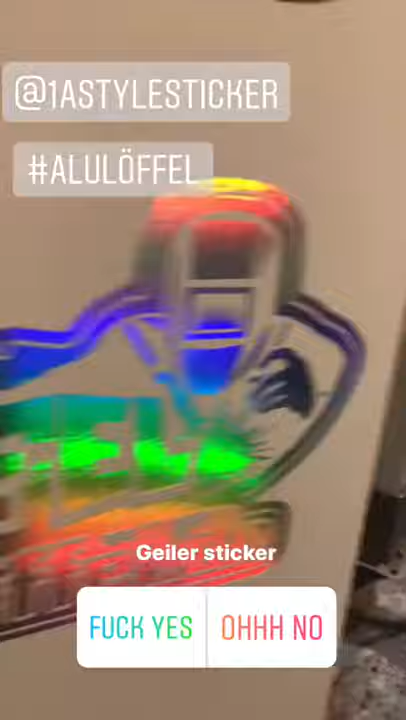 @1ASTYLESTICKER
#ALULÖFFEL
Geiler sticker
FUCK YES
OHHH NO